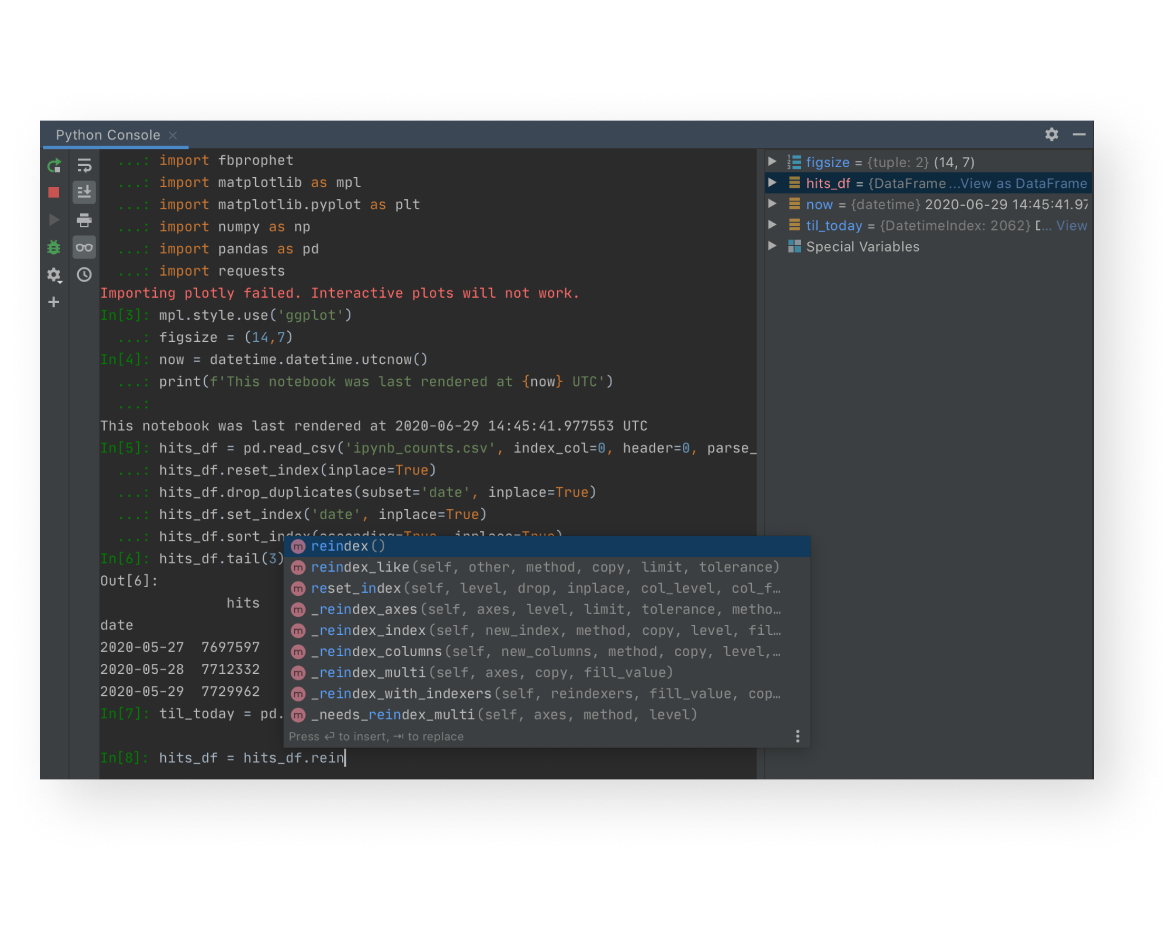 Python Console
...: import fbprophet
...: import matplotlib as mpl
...: import matplotlib.pyplot as plt
...: import numpy as np
...: import pandas as pd
...: import requests
Importing plotly failed. Interactive plots will not work.
In[3]: mpl.style.use('ggplot')
...: figsize = (14,7)
In[4]: now = datetime.datetime.utcnow()
...: print(f'This notebook was last rendered at {now} UTC')
...:
This notebook was last rendered at 2020-06-29 14:45:41.977553 UTC
In[5]: hits_df = pd.read_csv('ipynb_counts.csv', index_col=0, header=0, parse_
...: hits_df.reset_index(inplace=True)
...: hits_df.drop_duplicates(subset='date', inplace=True)
...: hits_df.set_index('date', inplace=True)
...: hits_df.sort_index(ascending=True, inplace=True)
In[6]: hits_df.tail(3)
Out[6]:
hits
date
2020-05-27 7697597
2020-05-28 7712332
2020-05-29 7729962
In[7]: til_today = pd.
In[8]: hits_df = hits_df.rein
reindex()
reindex_like(self, other, method, copy, limit, tolerance)
reset_index(self, level, drop, inplace, col_level, col_f…
_reindex_axes(self, axes, level, limit, tolerance, metho…
_reindex_index(self, new_index, method, copy, level, fil…
_reindex_columns(self, new_columns, method, copy, level,…
_reindex_multi(self, axes, copy, fill_value)
_reindex_with_indexers(self, reindexers, fill_value, cop…
_needs_reindex_multi(self, axes, method, level)
Press ↵ to insert, ⇥ to replace
figsize = {tuple: 2} (14, 7)
hits_df = {DataFrame…View as DataFrame
now = {datetime} 2020-06-29 14:45:41.97
til_today = {DatetimeIndex: 2062} [… View
Special Variables